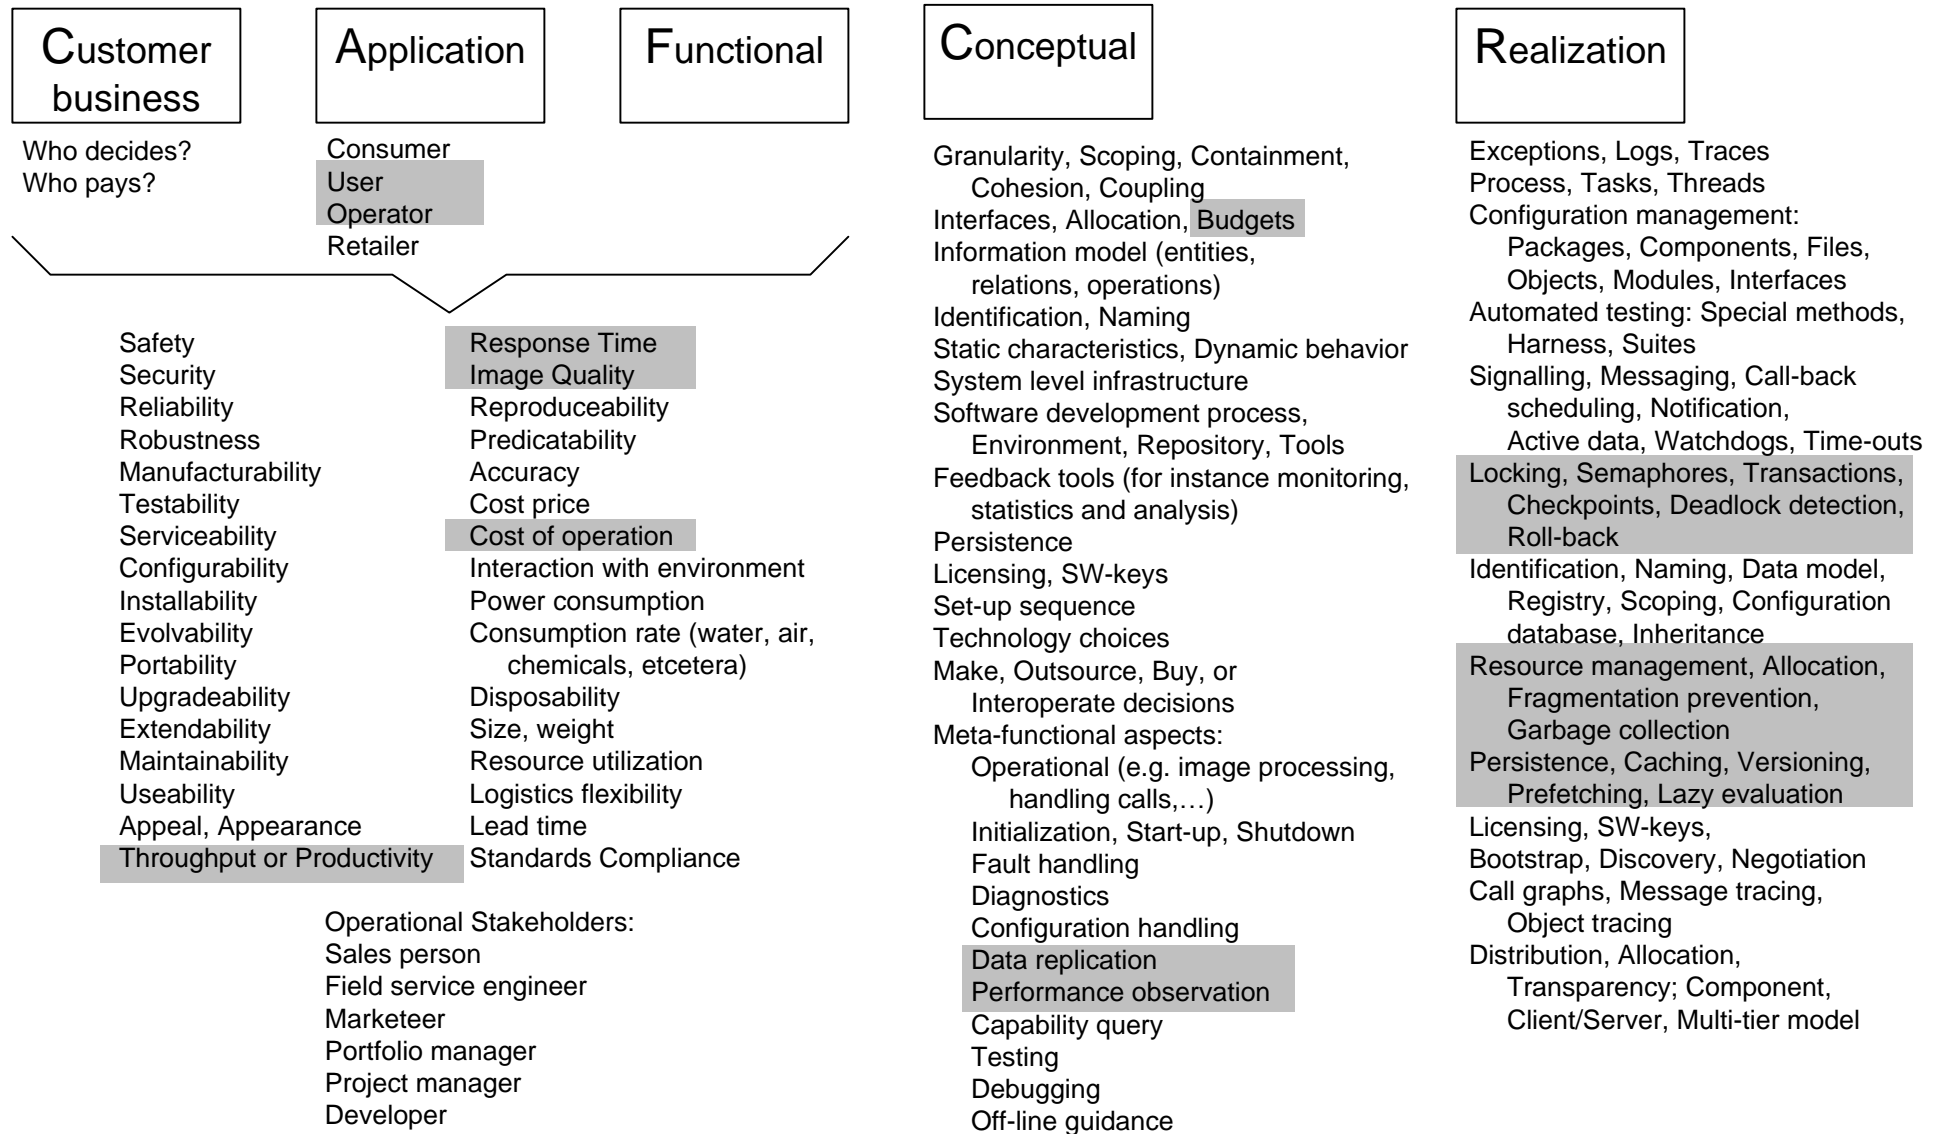 Customer
business
Who decides?
Who pays?
Application
Consumer
User
Operator
Retailer
Functional
Safety
Security
Reliability
Robustness
Manufacturability
Testability
Serviceability
Configurability
Installability
Evolvability
Portability
Upgradeability
Extendability
Maintainability
Useability
Appeal, Appearance
Throughput or Productivity
Response Time
Image Quality
Reproduceability
Predicatability
Accuracy
Cost price
Cost of operation
Interaction with environment
Power consumption
Consumption rate (water, air,
chemicals, etcetera)
Disposability
Size, weight
Resource utilization
Logistics flexibility
Lead time
Standards Compliance
Operational Stakeholders:
Sales person
Field service engineer
Marketeer
Portfolio manager
Project manager
Developer
Conceptual
Granularity, Scoping, Containment,
Cohesion, Coupling
Interfaces, Allocation, Budgets
Information model (entities,
relations, operations)
Identification, Naming
Static characteristics, Dynamic behavior
System level infrastructure
Software development process,
Environment, Repository, Tools
Feedback tools (for instance monitoring,
statistics and analysis)
Persistence
Licensing, SW-keys
Set-up sequence
Technology choices
Make, Outsource, Buy, or
Interoperate decisions
Meta-functional aspects:
Operational (e.g. image processing,
handling calls,…)
Initialization, Start-up, Shutdown
Fault handling
Diagnostics
Configuration handling
Data replication
Performance observation
Capability query
Testing
Debugging
Off-line guidance
Realization
Exceptions, Logs, Traces
Process, Tasks, Threads
Configuration management:
Packages, Components, Files,
Objects, Modules, Interfaces
Automated testing: Special methods,
Harness, Suites
Signalling, Messaging, Call-back
scheduling, Notification,
Active data, Watchdogs, Time-outs
Locking, Semaphores, Transactions,
Checkpoints, Deadlock detection,
Roll-back
Identification, Naming, Data model,
Registry, Scoping, Configuration
database, Inheritance
Resource management, Allocation,
Fragmentation prevention,
Garbage collection
Persistence, Caching, Versioning,
Prefetching, Lazy evaluation
Licensing, SW-keys,
Bootstrap, Discovery, Negotiation
Call graphs, Message tracing,
Object tracing
Distribution, Allocation,
Transparency; Component,
Client/Server, Multi-tier model